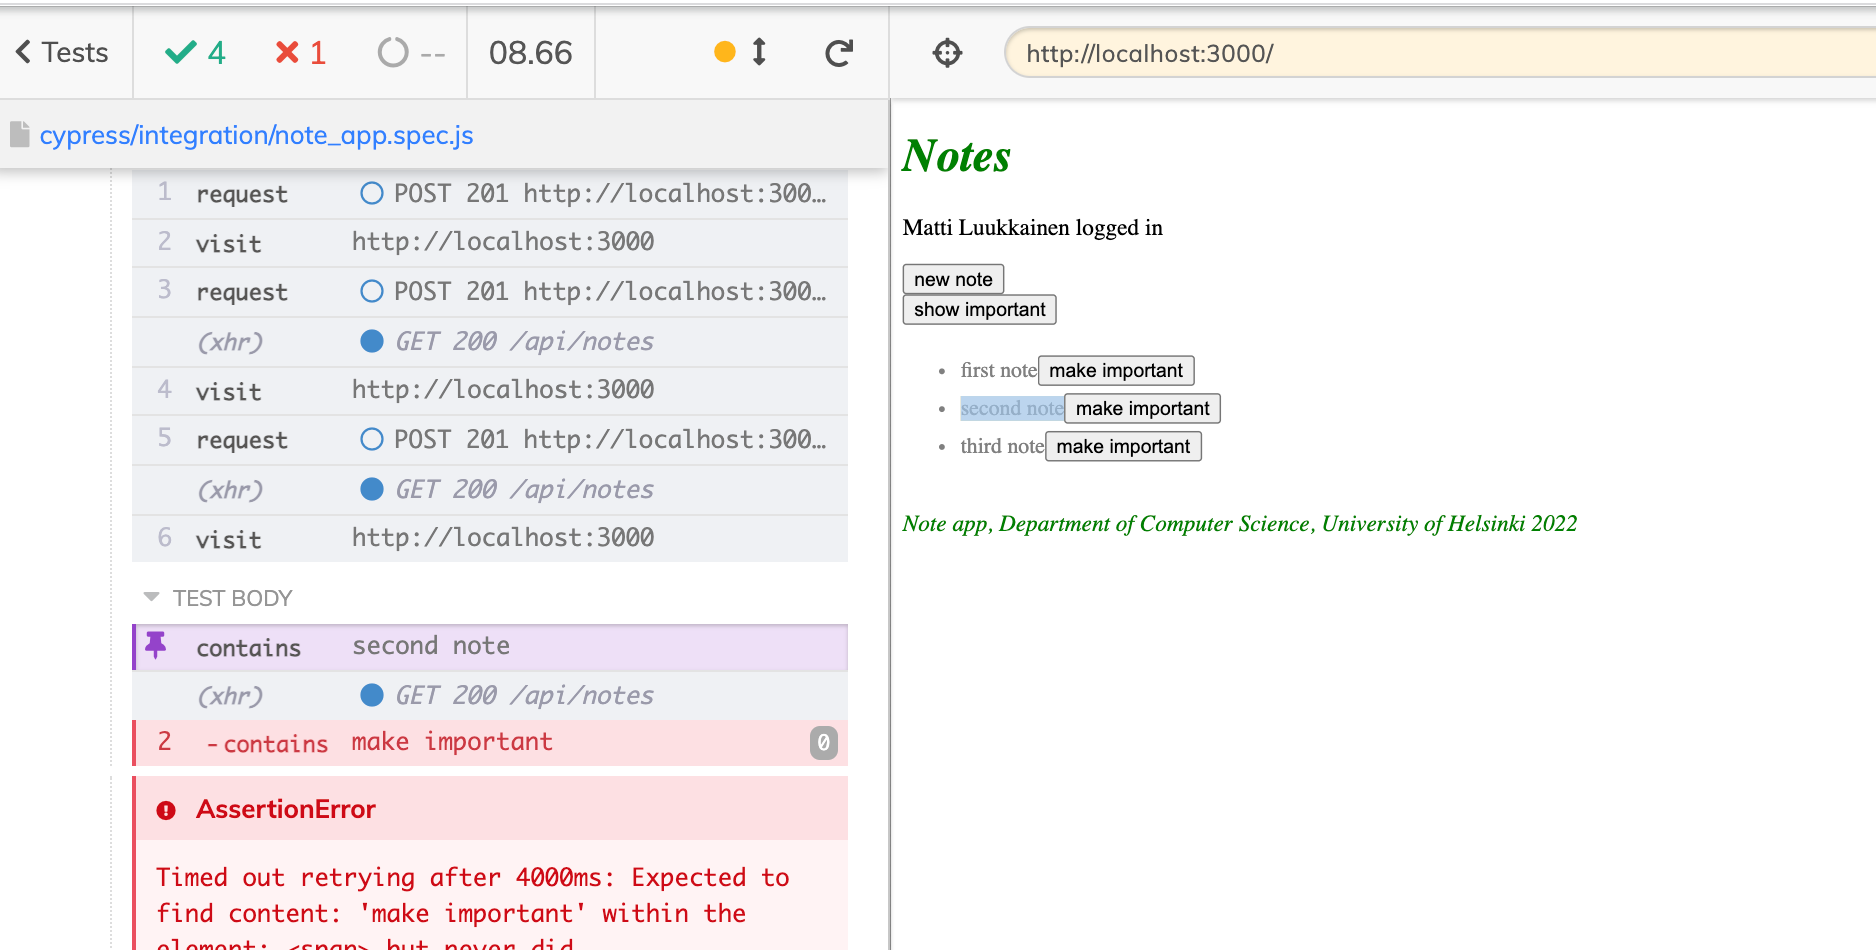 Tests 4 1 -- 08.66
http://localhost:3000/
cypress/integration/note_app.spec.js
1 request POST 201 http://localhost:300…
2 visit http://localhost:3000
3 request POST 201 http://localhost:300…
(xhr) GET 200 /api/notes
4 visit http://localhost:3000
5 request POST 201 http://localhost:300…
(xhr) GET 200 /api/notes
6 visit http://localhost:3000
TEST BODY
contains second note
(xhr) GET 200 /api/notes
2 -contains make important 0
AssertionError
Timed out retrying after 4000ms: Expected to
find content: 'make important' within the
element: <span> but never did
Notes
Matti Luukkainen logged in
new note
show important
first note make important
second note make important
third note make important
Note app, Department of Computer Science, University of Helsinki 2022